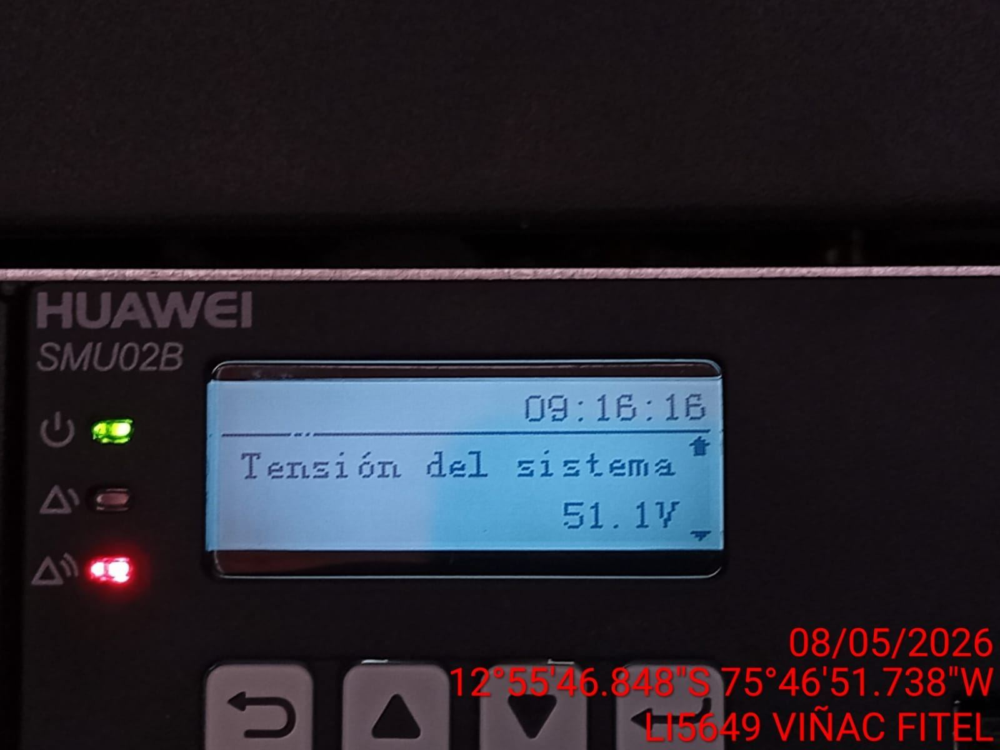 HUAWEI
SMU02B
09:16:16
Tensión del sistema
51.1V
08/05/2026
12°55'46.848"S 75°46'51.738"W
LI5649 VIÑAC FITEL